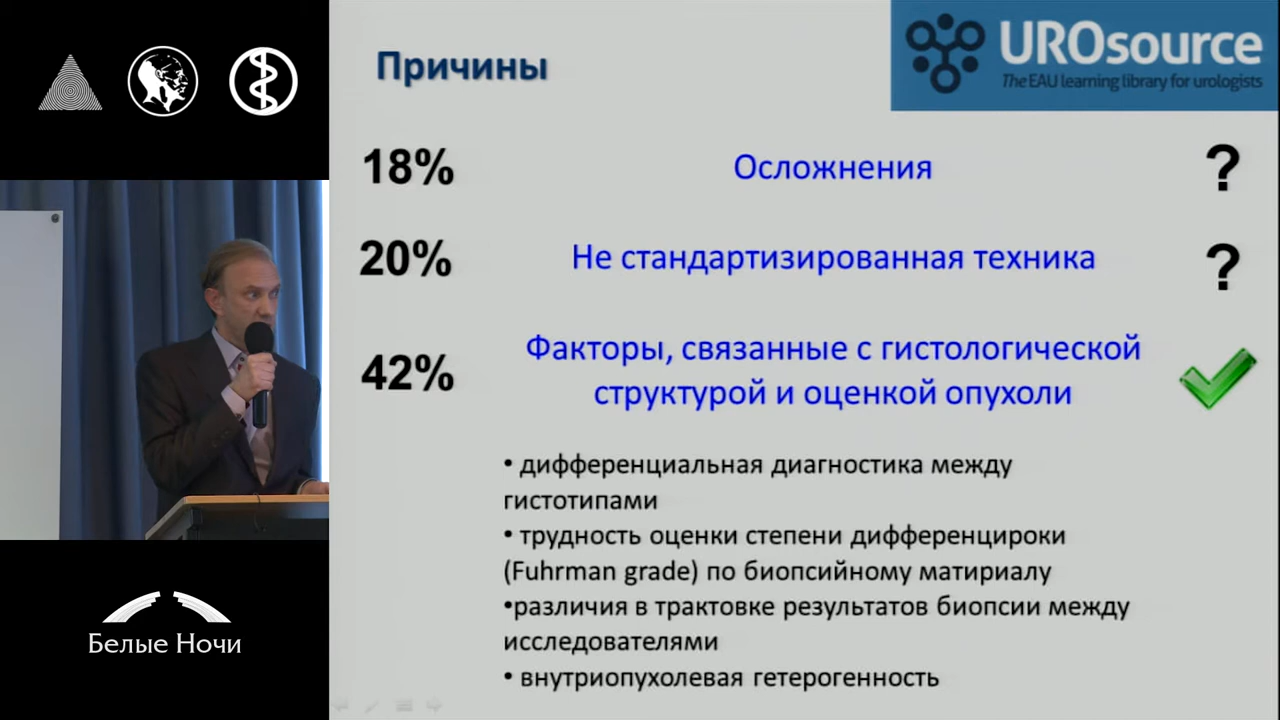 Причины
UROsource
The EAU learning library for urologists
18%
Осложнения
?
20%
Не стандартизированная техника
?
42%
Факторы, связанные с гистологической
структурой и оценкой опухоли
• дифференциальная диагностика между
гистотипами
• трудность оценки степени дифференцироки
(Fuhrman grade) по биопсийному матириалу
•различия в трактовке результатов биопсии между
исследователями
• внутриопухолевая гетерогенность
Белые Ночи